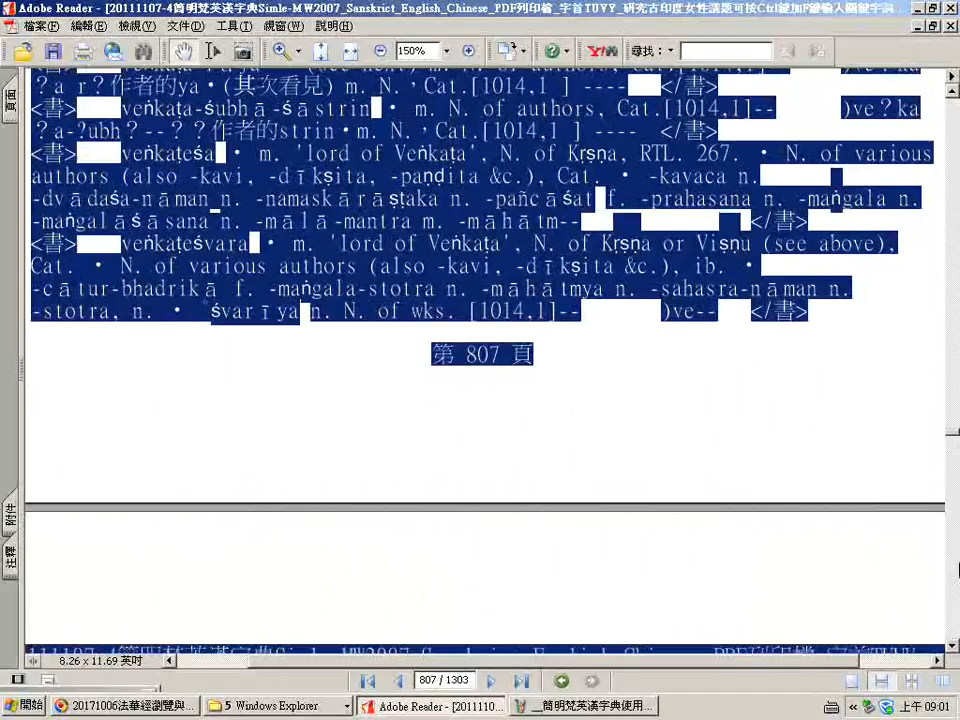 Adobe Reader - [20111107-4簡明梵英漢字典Simle-MW2007_Sanskrict_English_Chinese_PDF列印檔_字首TUVY_研究古印度女性議題可按Ctrl鍵加F鍵輸入關鍵字詞
檔案(F) 編輯(E) 檢視(V) 文件(D) 工具(T) 視窗(W) 說明(H)
150% Y! 尋找:
頁面
？a r？作者的ya·(其次看見) m. N.，Cat.[1014,1 ] ---- </書>
<書> veṅkaṭa-śubhā-śāstrin · m. N. of authors, Cat.[1014,1]-- )ve？ka
？a-?ubh？--？？作者的strin·m. N.，Cat.[1014,1 ] ---- </書>
<書> veṅkaṭeśa · m. 'lord of Veṅkaṭa', N. of Kṛṣṇa, RTL. 267. · N. of various
authors (also -kavi, -dīkṣita, -paṇḍita &c.), Cat. · -kavaca n.
-dvādaśa-nāman_n. -namaskārāṣṭaka n. -pañcāśat f. -prahasana n. -maṅgala n.
-maṅgalāśāsana n. -mālā-mantra m. -māhātm-- </書>
<書> veṅkaṭeśvara · m. 'lord of Veṅkaṭa', N. of Kṛṣṇa or Viṣṇu (see above),
Cat. · N. of various authors (also -kavi, -dīkṣita &c.), ib. ·
-cātur-bhadrikā f. -maṅgala-stotra n. -māhātmya n. -sahasra-nāman n.
-stotra, n. · °śvarīya n. N. of wks. [1014,1]-- )ve-- </書>
第 807 頁
附件
注釋
8.26 x 11.69 英吋
807 / 1303
開始 20171006法華經瀏覽與... 5 Windows Explorer Adobe Reader - [... __簡明梵英字典使用... 上午 09:01